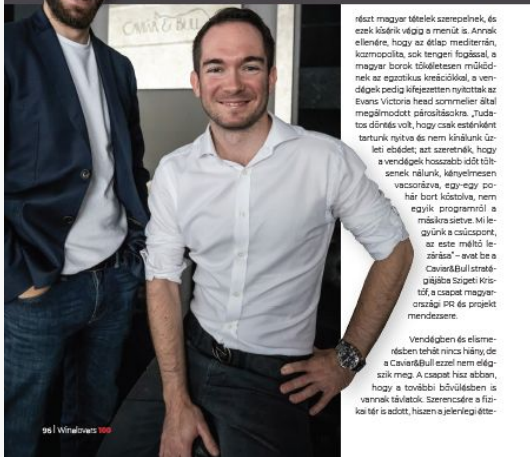 CAVIAR & BULL
részt magyar tételek szerepelnek, és
ezek kísérik végig a menüt is. Annak
ellenére, hogy az étlap mediterrán,
kozmopolita, sok tengeri fogással, a
magyar borok tökéletesen működ-
nek az egzotikus kreációkkal, a ven-
dégek pedig kifejezetten nyitottak az
Evans Victoria head sommelier által
megálmodott párosításokra. „Tuda-
tos döntés volt, hogy csak esténként
tartunk nyitva és nem kínálunk üz-
leti ebédet; azt szeretnék, hogy
a vendégek hosszabb időt tölt-
senek nálunk, kényelmesen
vacsorázva, egy-egy po-
hár bort kóstolva, nem
egyik programról a
másikra sietve. Mi le-
gyünk a csúcspont,
az este méltó le-
zárása” – avat be a
Caviar&Bull straté-
giájába Szigeti Kris-
tóf, a csapat magyar-
országi PR és projekt
mendezsere.
Vendégben és elisme-
résben tehát nincs hiány, de
a Caviar&Bull ezzel nem elég-
szik meg. A csapat hisz abban,
hogy a további bővülésben is
vannak távlatok. Szerencsére a fizi-
kai tér is adott, hiszen a jelenlegi étte-
96 | Winelovers 100